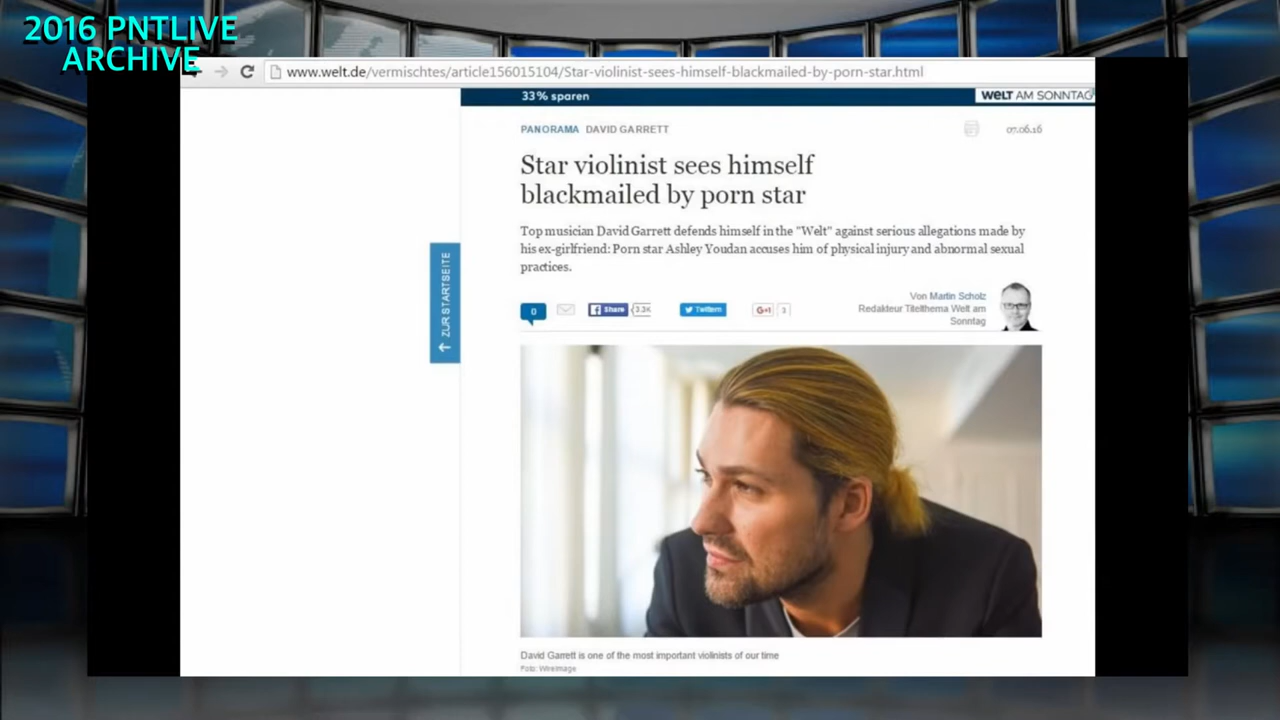 2016 PNTLIVE
ARCHIVE
www.welt.de/vermischtes/article156015104/Star-violinist-sees-himself-blackmailed-by-porn-star.html
33% sparen
WELT AM SONNTAG
PANORAMA DAVID GARRETT
07.06.16
Star violinist sees himself
blackmailed by porn star
Top musician David Garrett defends himself in the "Welt" against serious allegations made by
his ex-girlfriend: Porn star Ashley Youdan accuses him of physical injury and abnormal sexual
practices.
ZUR STARTSEITE
0
Share
3.3K
Twittern
G+1
3
Von Martin Scholz
Redakteur Titelthema Welt am
Sonntag
David Garrett is one of the most important violinists of our time
Foto: WireImage